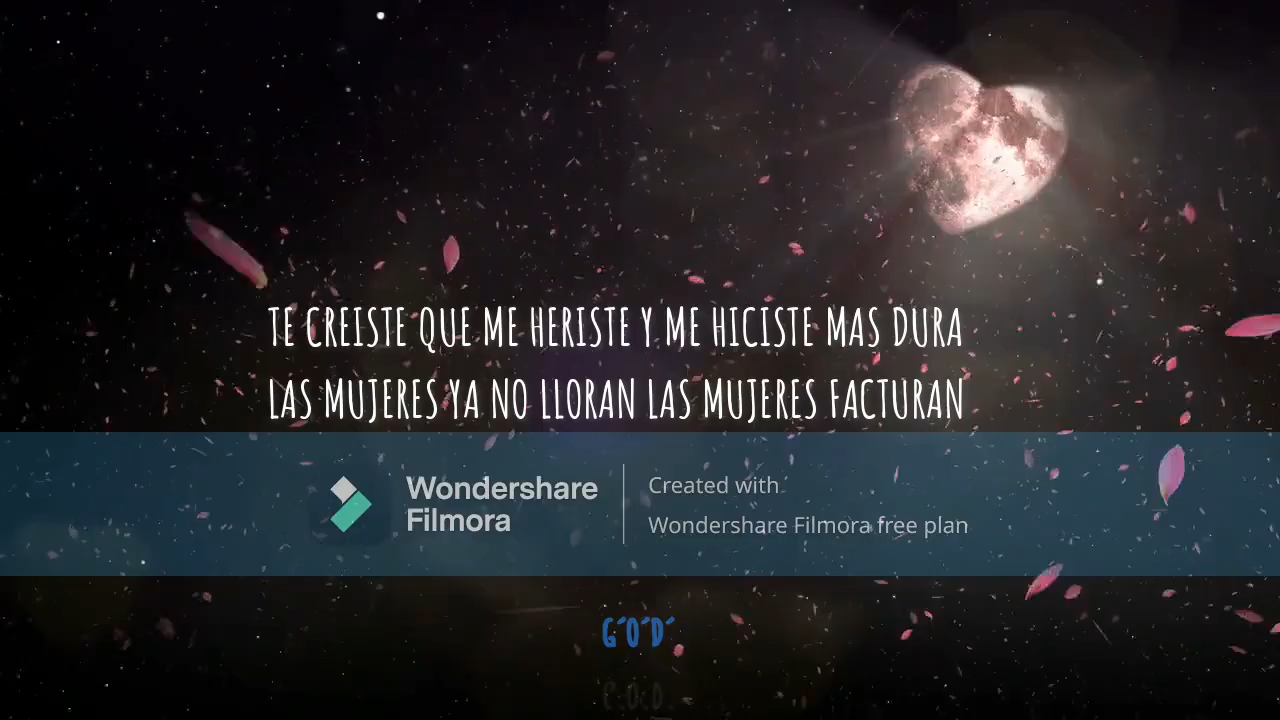 TE CREISTE QUE ME HERISTE Y ME HICISTE MAS DURA
LAS MUJERES YA NO LLORAN LAS MUJERES FACTURAN
Wondershare
Filmora
Created with
Wondershare Filmora free plan
G´O´D´